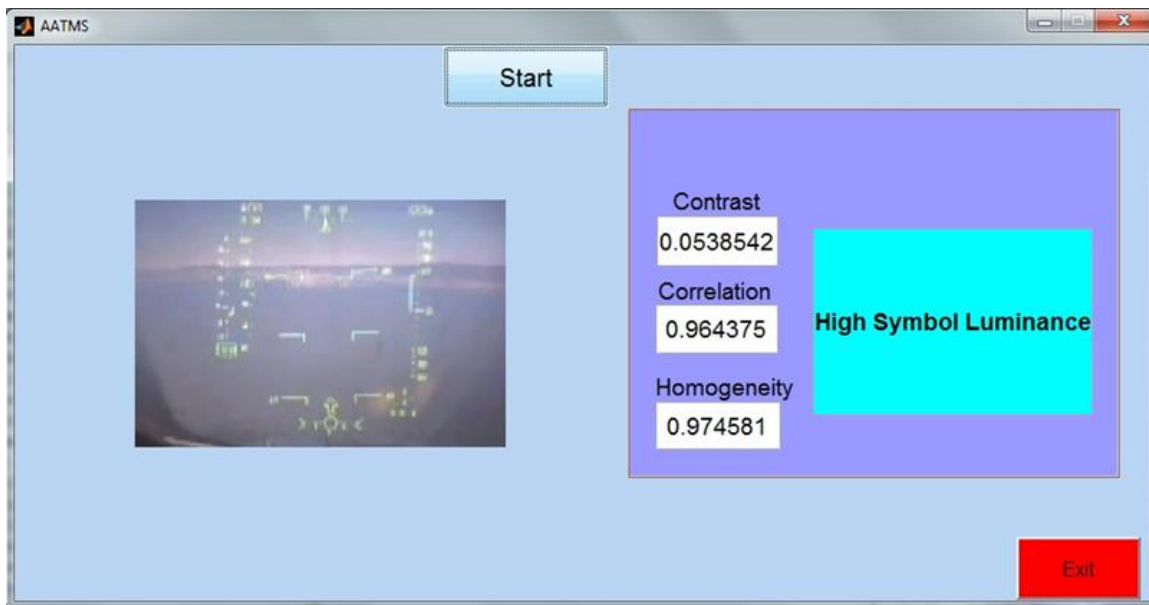 AATMS
Start
Contrast
0.0538542
Correlation
0.964375
High Symbol Luminance
Homogeneity
0.974581
Exit